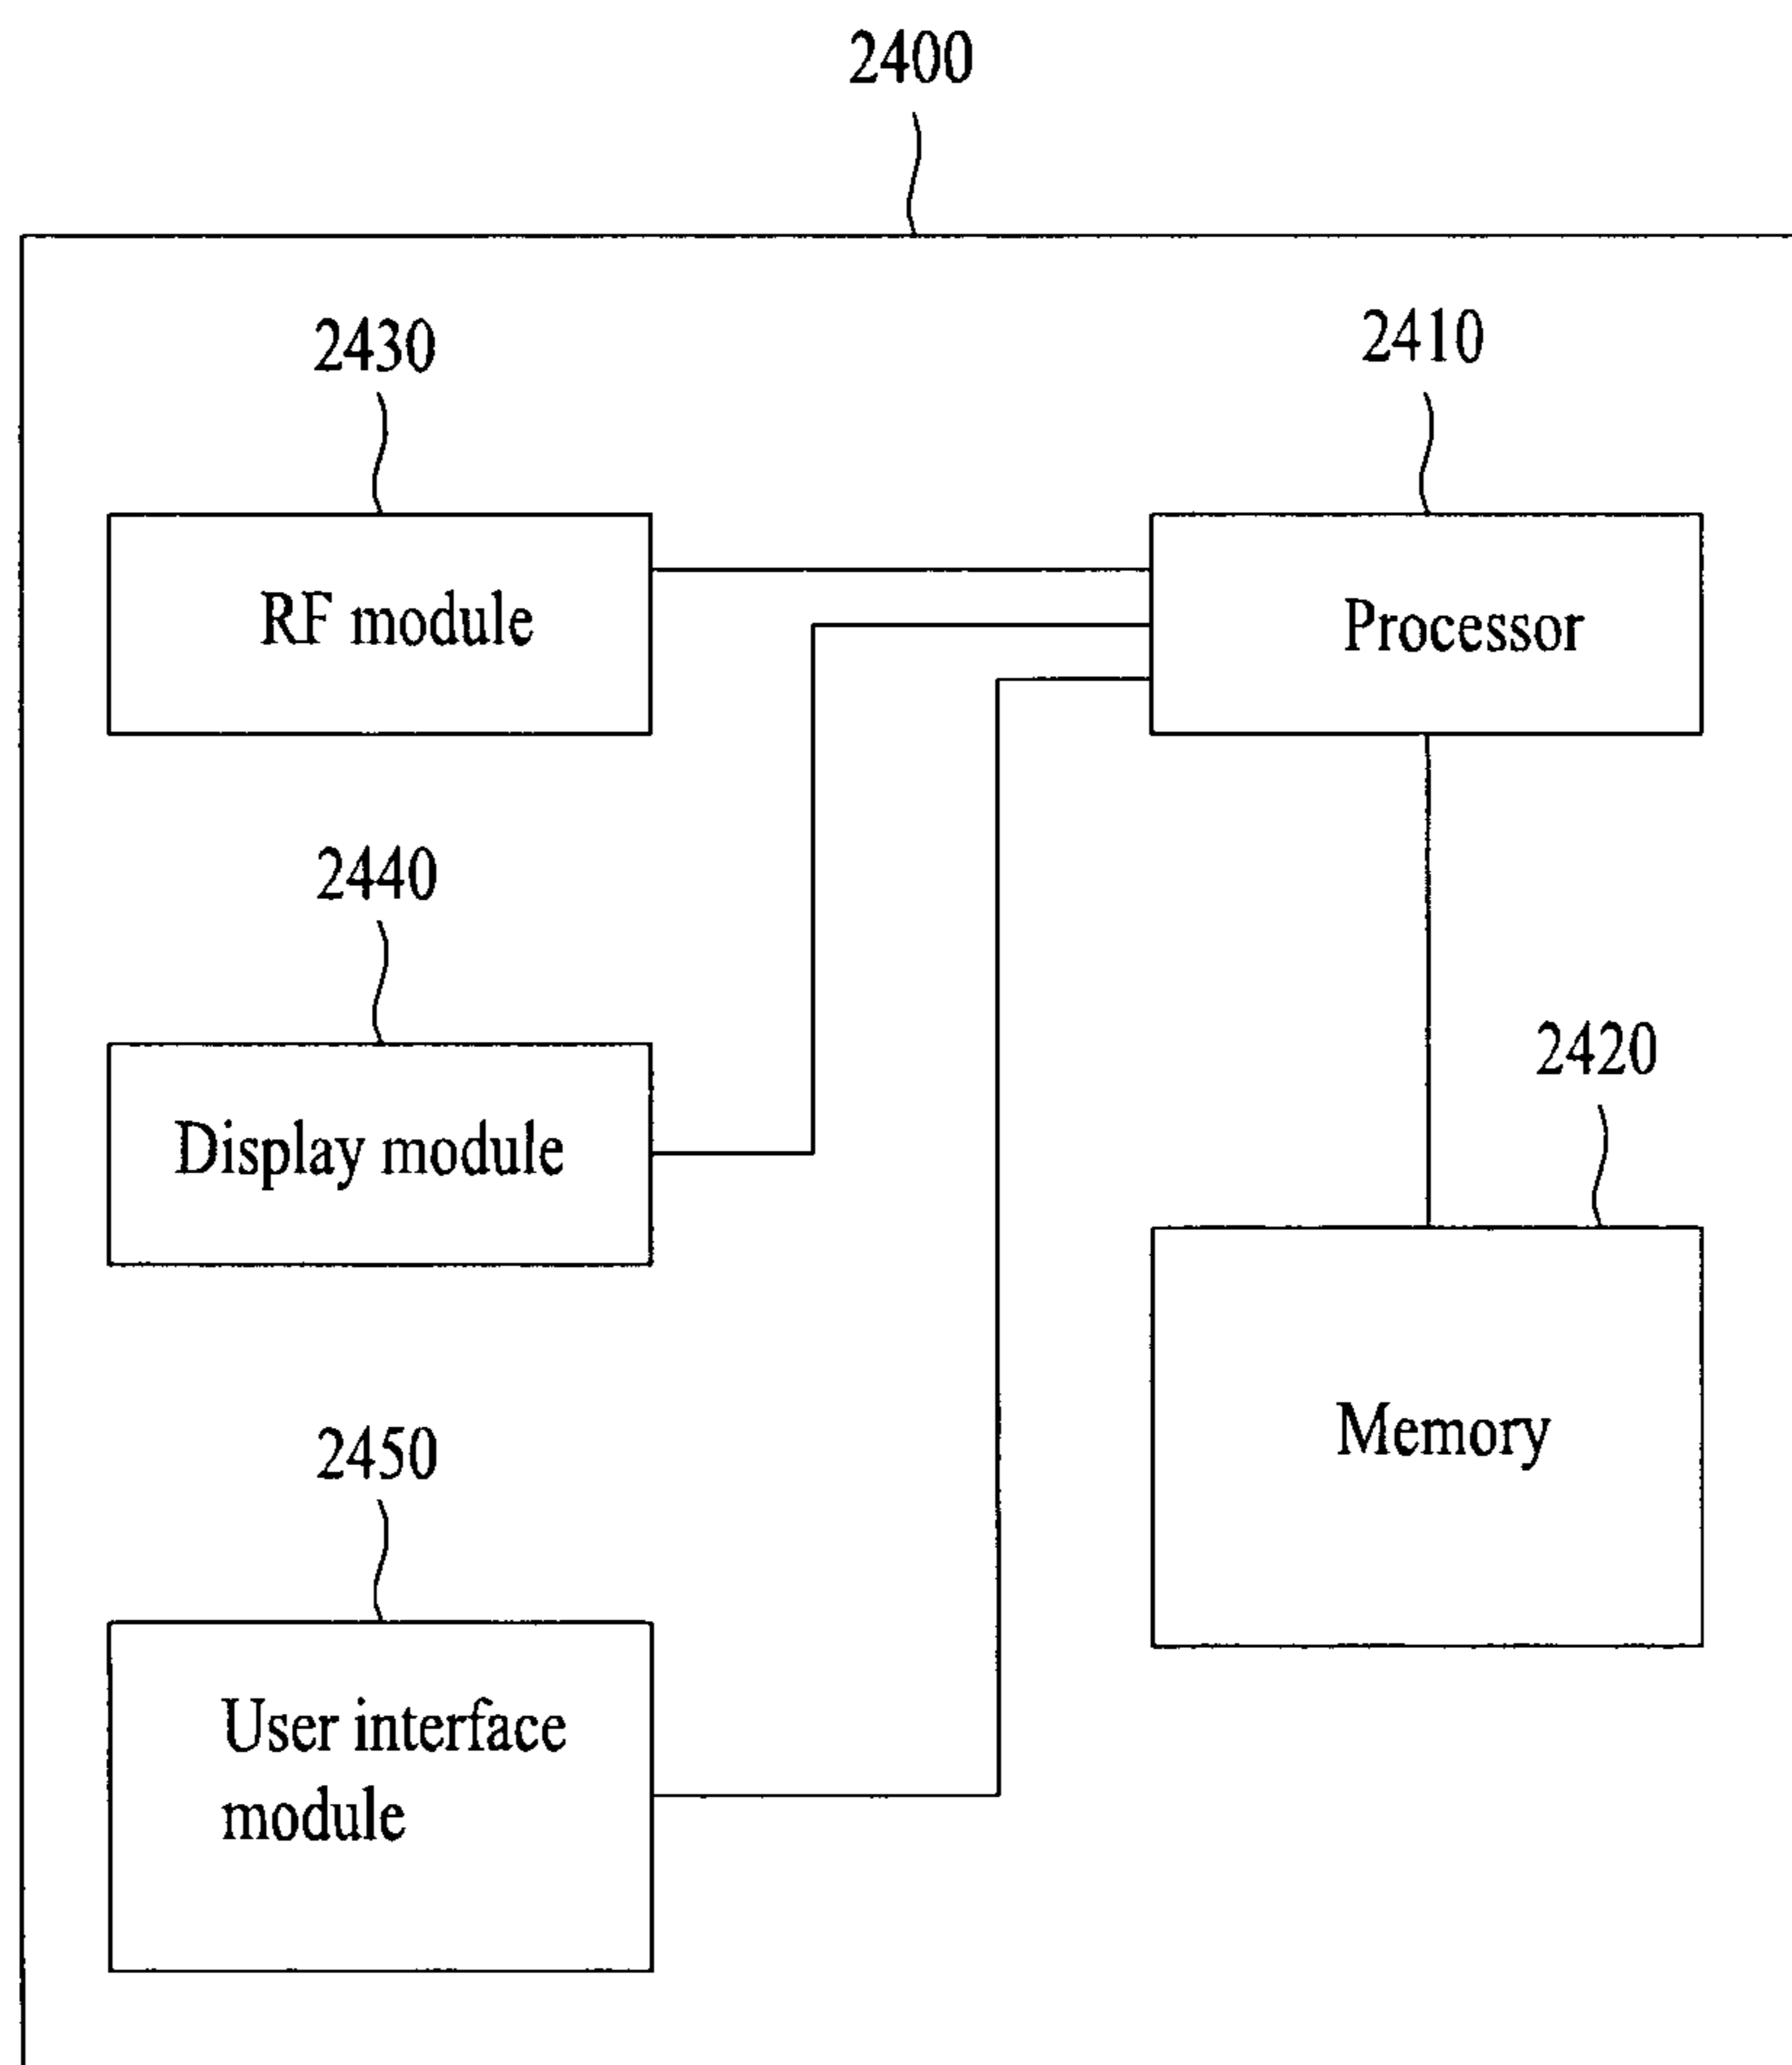 2400
2430
2410
RF module
Processor
2440
2420
Display module
Memory
2450
User interface
module